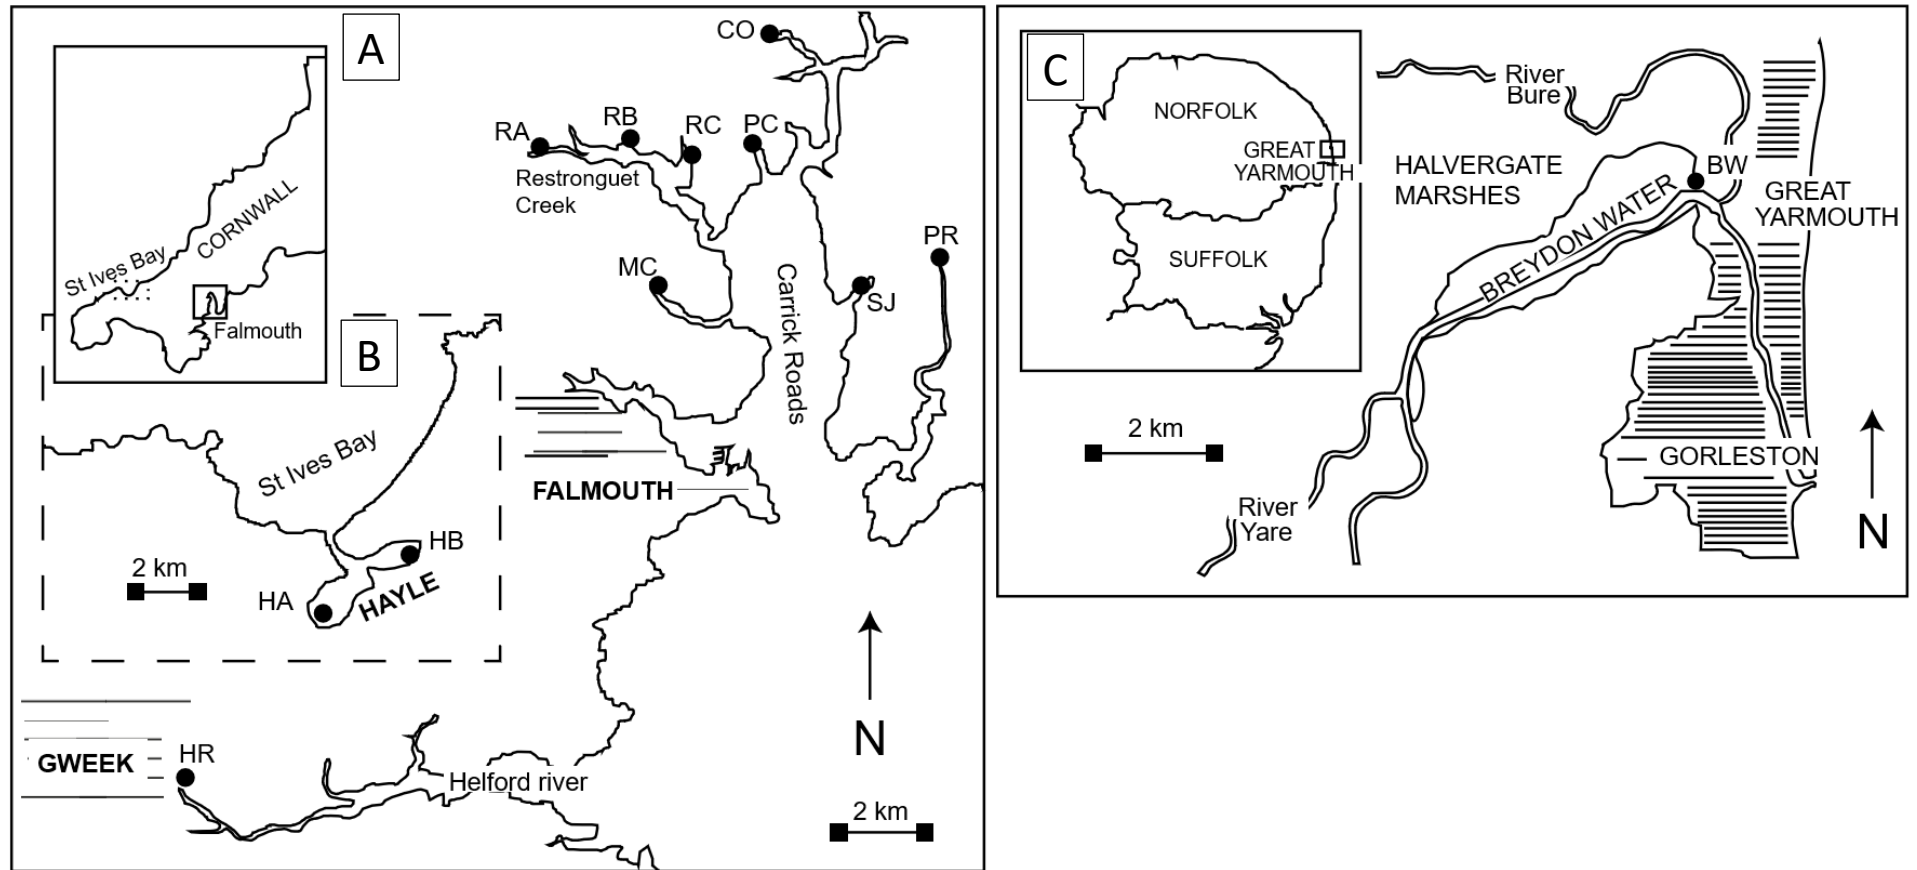 A
CO
RA
RB
RC
PC
Restronguet
Creek
CORNWALL
St Ives Bay
Falmouth
MC
PR
SJ
Carrick Roads
B
St Ives Bay
FALMOUTH
HB
2 km
HA
HAYLE
N
GWEEK
HR
Helford river
2 km
C
NORFOLK
GREAT
YARMOUTH
SUFFOLK
River
Bure
HALVERGATE
MARSHES
BW
GREAT
YARMOUTH
BREYDON WATER
2 km
GORLESTON
River
Yare
N